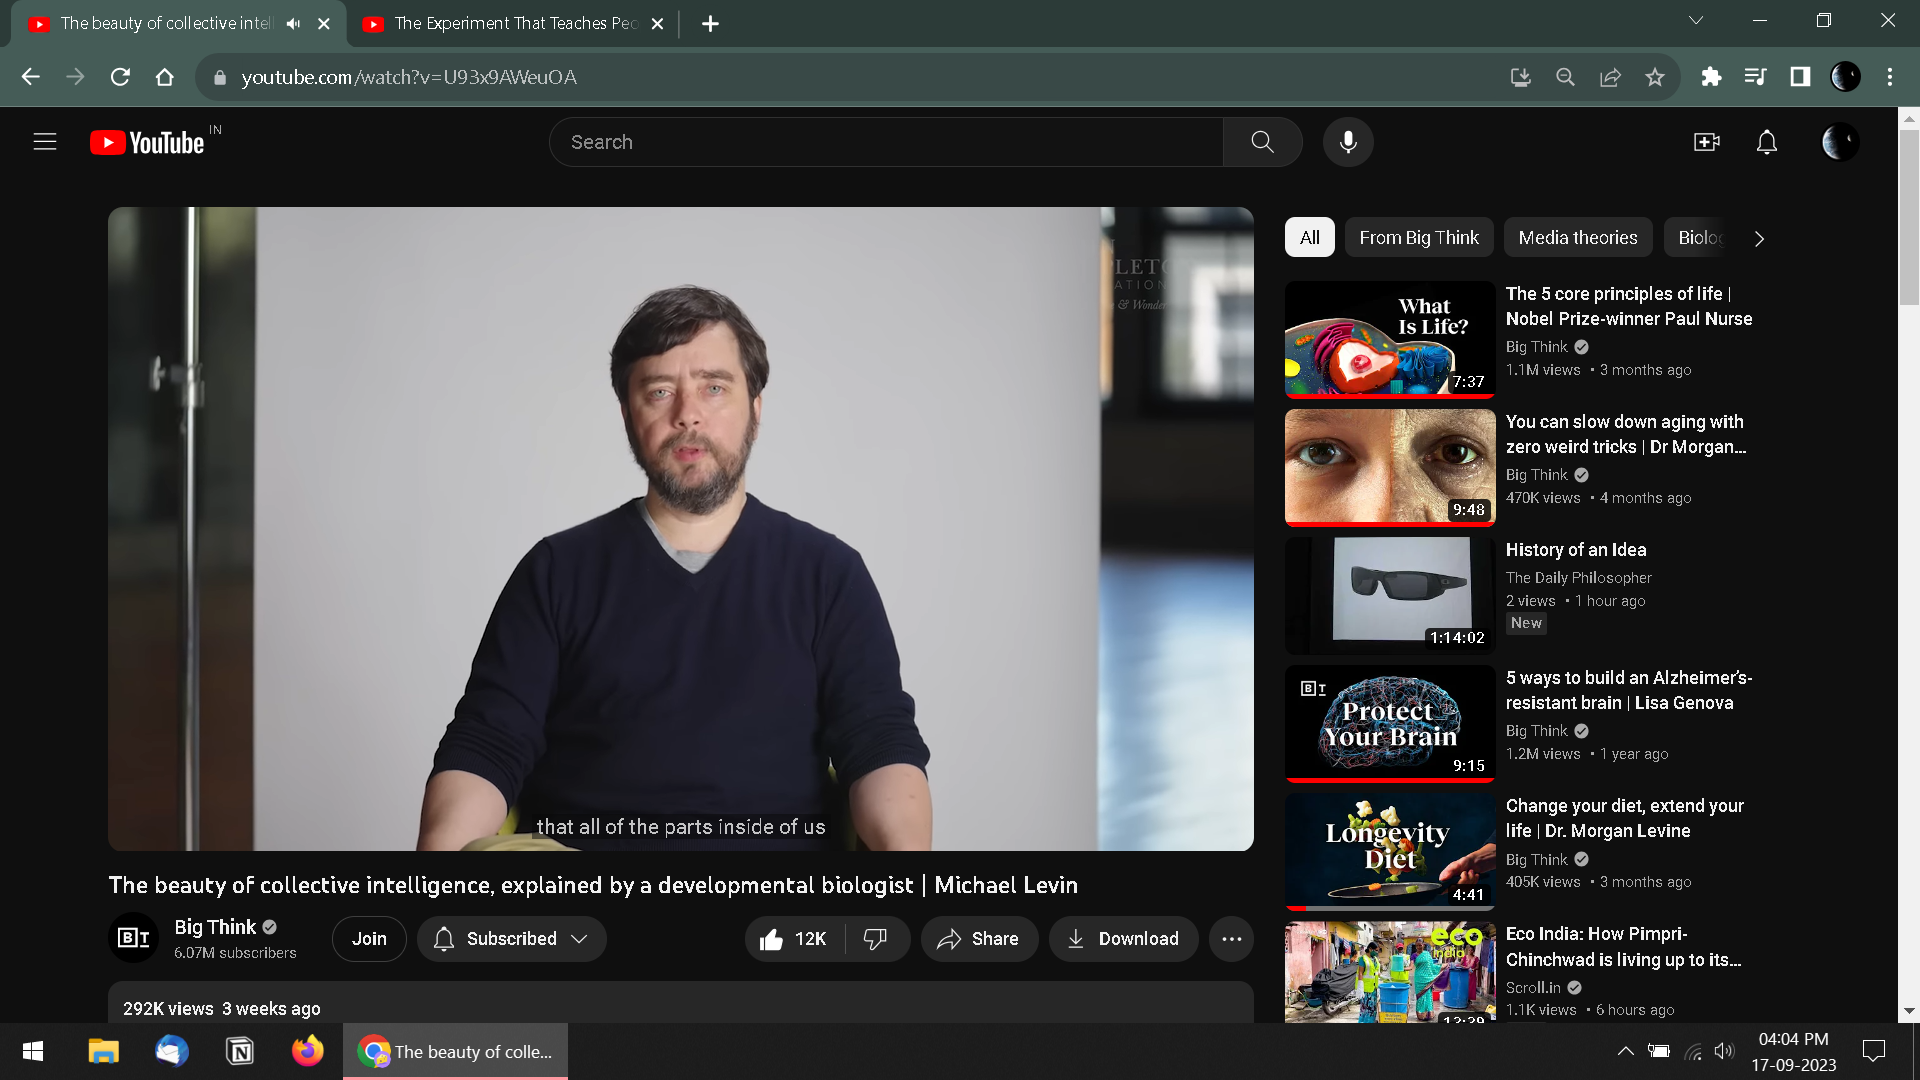 The beauty of collective intel
The Experiment That Teaches Peo
youtube.com/watch?v=U93x9AWeuOA
YouTube IN
Search
All
From Big Think
Media theories
Biolog
LETO
ATION
& Wonder
that all of the parts inside of us
The beauty of collective intelligence, explained by a developmental biologist | Michael Levin
BT
Big Think
6.07M subscribers
Join
Subscribed
12K
Share
Download
292K views 3 weeks ago
What
Is Life?
7:37
The 5 core principles of life |
Nobel Prize-winner Paul Nurse
Big Think
1.1M views • 3 months ago
9:48
You can slow down aging with
zero weird tricks | Dr Morgan...
Big Think
470K views • 4 months ago
1:14:02
History of an Idea
The Daily Philosopher
2 views • 1 hour ago
New
BT
Protect
Your Brain
9:15
5 ways to build an Alzheimer's-
resistant brain | Lisa Genova
Big Think
1.2M views • 1 year ago
Longevity
Diet
4:41
Change your diet, extend your
life | Dr. Morgan Levine
Big Think
405K views • 3 months ago
eco
india
Eco India: How Pimpri-
Chinchwad is living up to its...
Scroll.in
1.1K views • 6 hours ago
The beauty of colle...
04:04 PM
17-09-2023